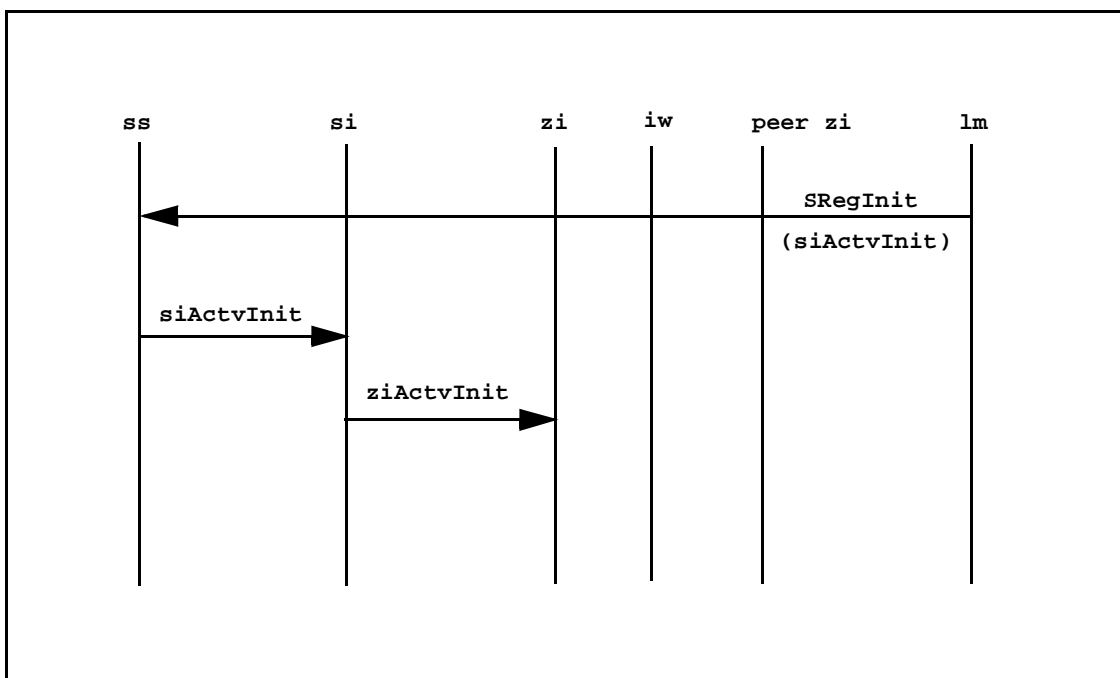 ss si zi iw peer zi lm
SRegInit
(siActvInit)
siActvInit
ziActvInit